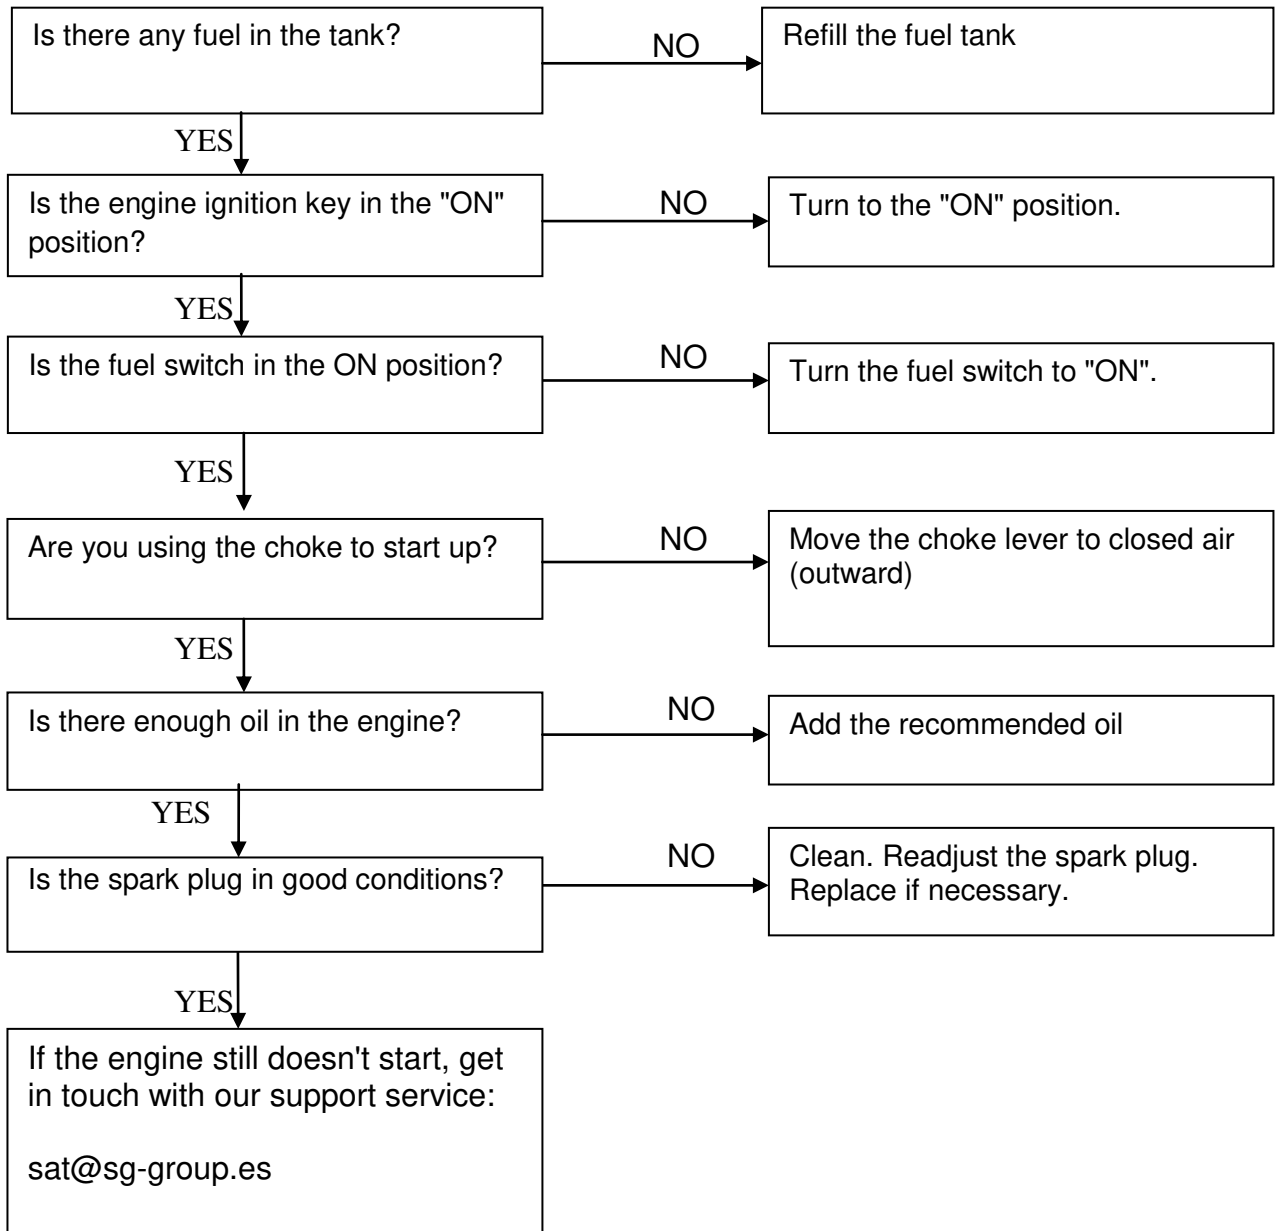 Is there any fuel in the tank?
NO
Refill the fuel tank
YES
Is the engine ignition key in the "ON"
position?
NO
Turn to the "ON" position.
YES
Is the fuel switch in the ON position?
NO
Turn the fuel switch to "ON".
YES
Are you using the choke to start up?
NO
Move the choke lever to closed air
(outward)
YES
Is there enough oil in the engine?
NO
Add the recommended oil
YES
Is the spark plug in good conditions?
NO
Clean. Readjust the spark plug.
Replace if necessary.
YES
If the engine still doesn't start, get
in touch with our support service:
sat@sg-group.es